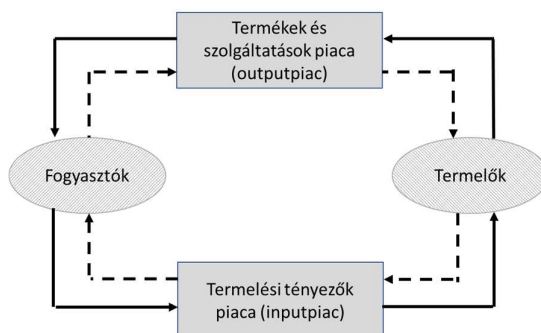 Termékek és
szolgáltatások piaca
(outputpiac)
Fogyasztók
Termelők
Termelési tényezők
piaca (inputpiac)